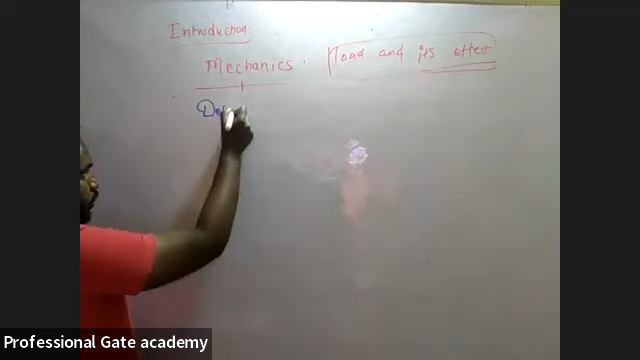 Introduction
Mechanics. load and its effect
De
Professional Gate academy